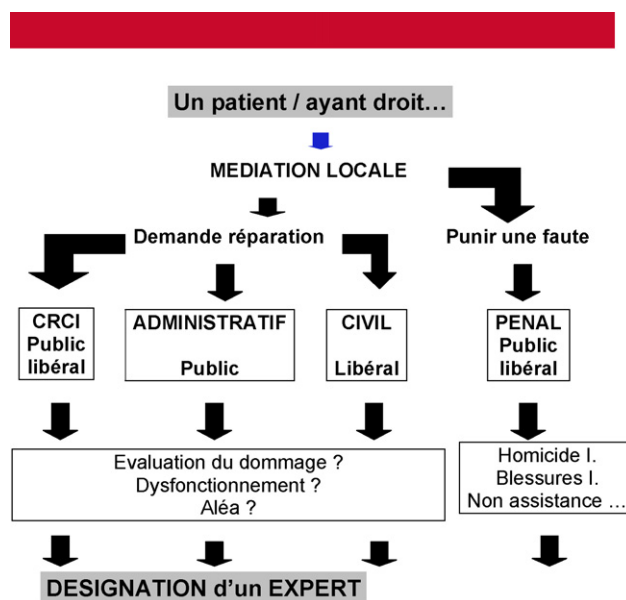 Un patient / ayant droit…
MEDIATION LOCALE
Demande réparation
Punir une faute
CRCI
Public
libéral
ADMINISTRATIF
Public
CIVIL
Libéral
PENAL
Public
libéral
Evaluation du dommage ?
Dysfonctionnement ?
Aléa ?
Homicide I.
Blessures I.
Non assistance …
DESIGNATION d'un EXPERT